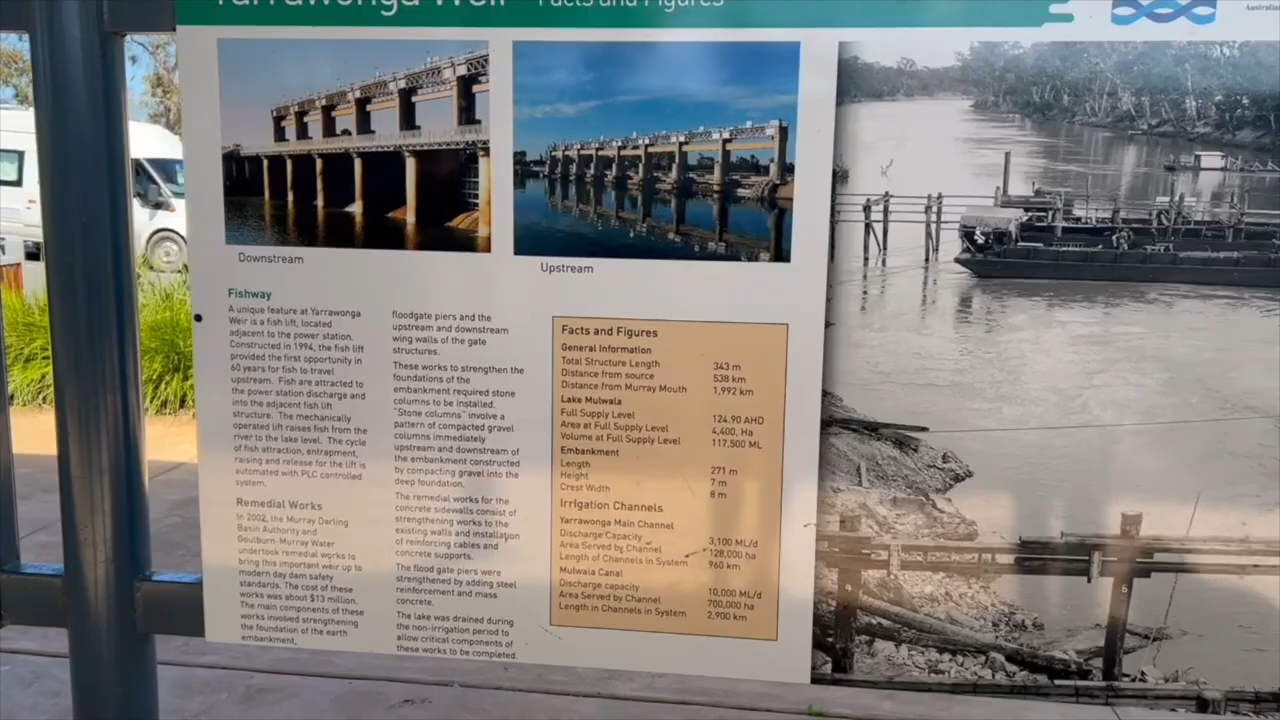 Yarrawonga Weir Facts and Figures
Australian
Downstream
Upstream
Fishway
A unique feature at Yarrawonga
Weir is a fish lift, located
adjacent to the power station.
Constructed in 1994, the fish lift
provided the first opportunity in
60 years for fish to travel
upstream. Fish are attracted to
the power station discharge and
into the adjacent fish lift
structure. The mechanically
operated lift raises fish from the
river to the lake level. The cycle
of fish attraction, entrapment,
raising and release for the lift is
automated with PLC controlled
system.
Remedial Works
In 2002, the Murray Darling
Basin Authority and
Goulburn-Murray Water
undertook remedial works to
bring this important weir up to
modern day dam safety
standards. The cost of these
works was about $13 million.
The main components of these
works involved strengthening
the foundation of the earth
embankment,
floodgate piers and the
upstream and downstream
wing walls of the gate
structures.
These works to strengthen the
foundations of the
embankment required stone
columns to be installed.
"Stone columns" involve a
pattern of compacted gravel
columns immediately
upstream and downstream of
the embankment constructed
by compacting gravel into the
deep foundation.
The remedial works for the
concrete sidewalls consist of
strengthening works to the
existing walls and installation
of reinforcing cables and
concrete supports.
The flood gate piers were
strengthened by adding steel
reinforcement and mass
concrete.
The lake was drained during
the non-irrigation period to
allow critical components of
these works to be completed.
Facts and Figures
General Information
Total Structure Length 343 m
Distance from source 538 km
Distance from Murray Mouth 1,992 km
Lake Mulwala
Full Supply Level 124.90 AHD
Area at Full Supply Level 4,400, Ha
Volume at Full Supply Level 117,500 ML
Embankment
Length 271 m
Height 7 m
Crest Width 8 m
Irrigation Channels
Yarrawonga Main Channel
Discharge Capacity 3,100 ML/d
Area Served by Channel 128,000 ha
Length of Channels in System 960 km
Mulwala Canal
Discharge capacity 10,000 ML/d
Area Served by Channel 700,000 ha
Length in Channels in System 2,900 km